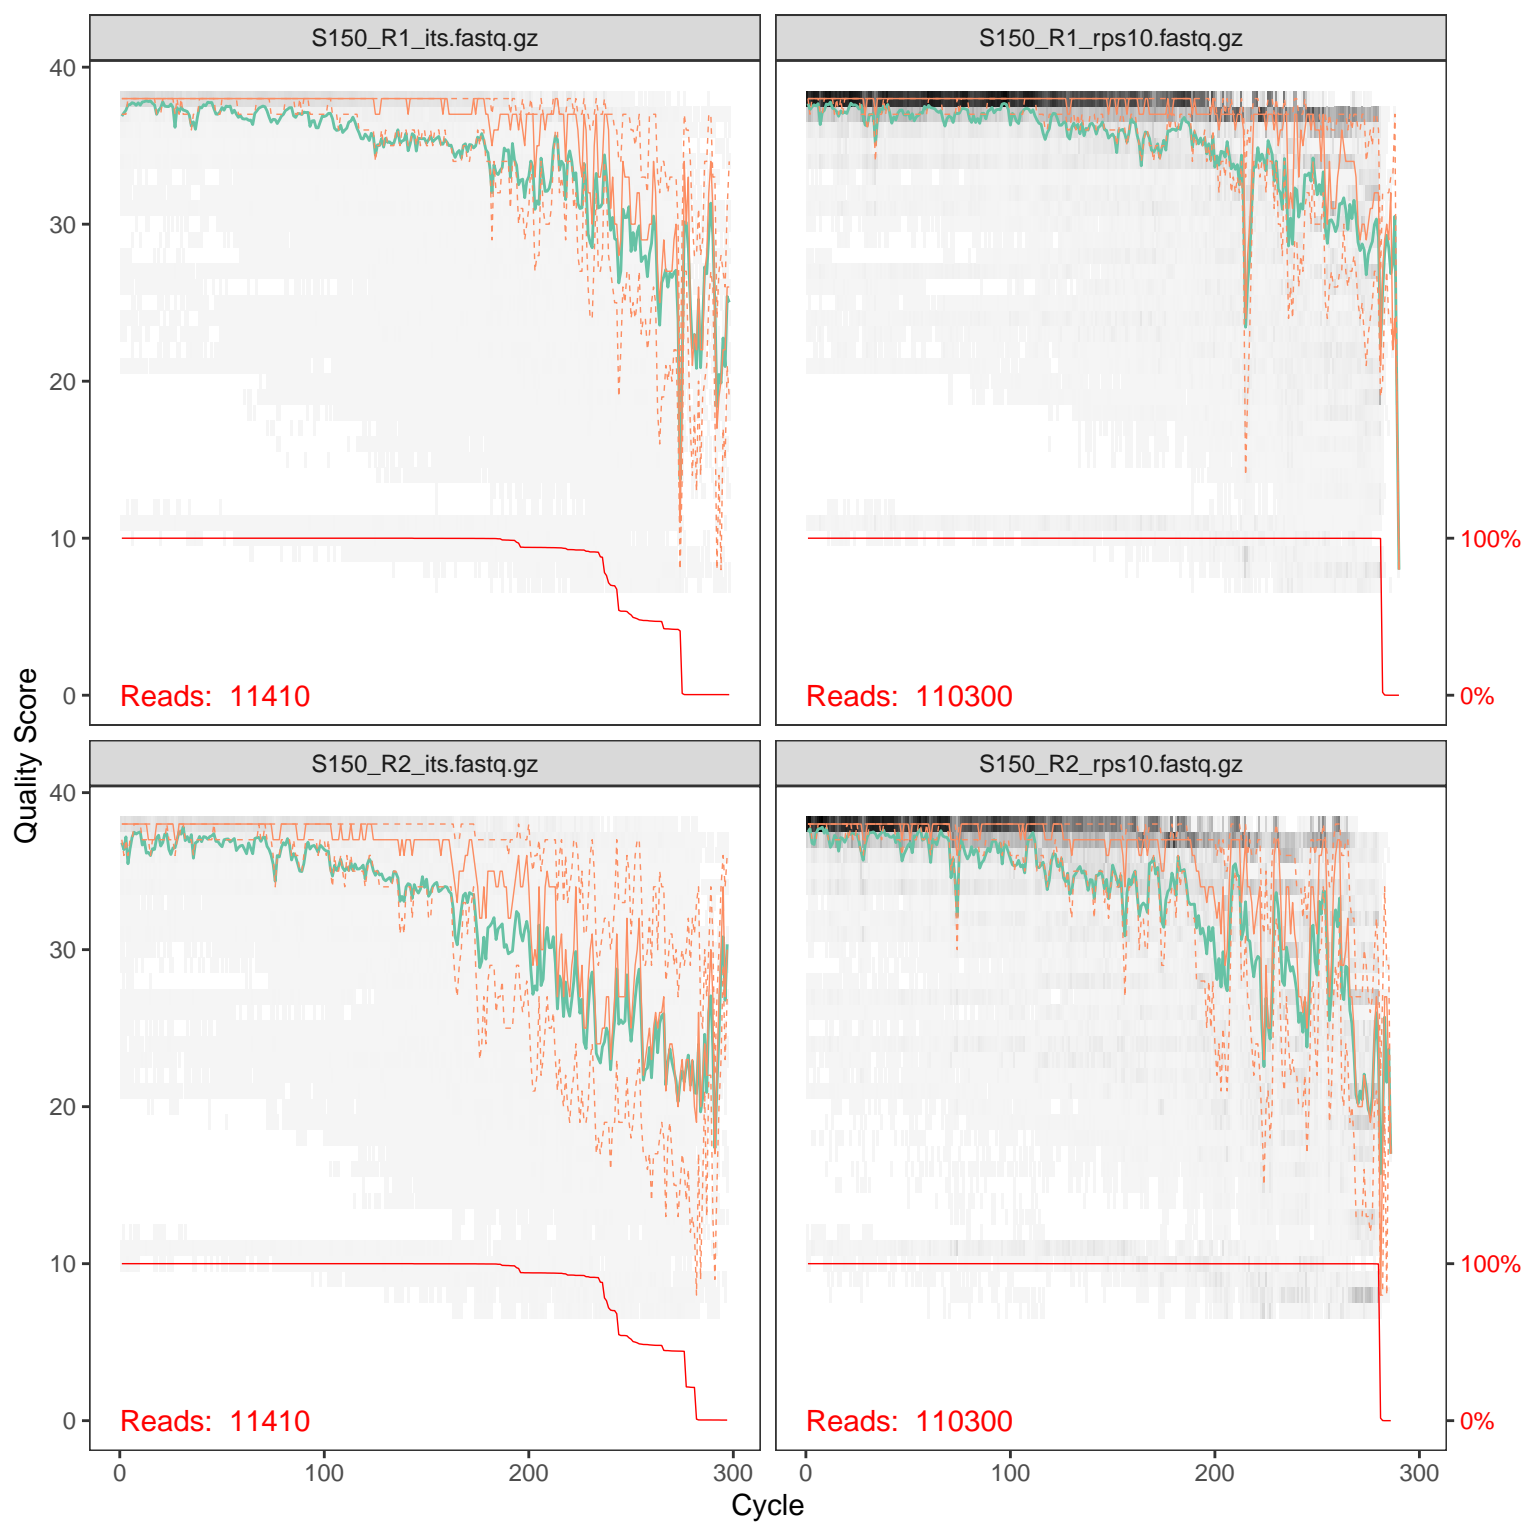 S150_R1_its.fastq.gz
S150_R1_rps10.fastq.gz
40
30
20
10
0
Reads: 11410
Reads: 110300
100%
0%
Quality Score
S150_R2_its.fastq.gz
S150_R2_rps10.fastq.gz
40
30
20
10
0
Reads: 11410
Reads: 110300
100%
0%
0 100 200 300
0 100 200 300
Cycle